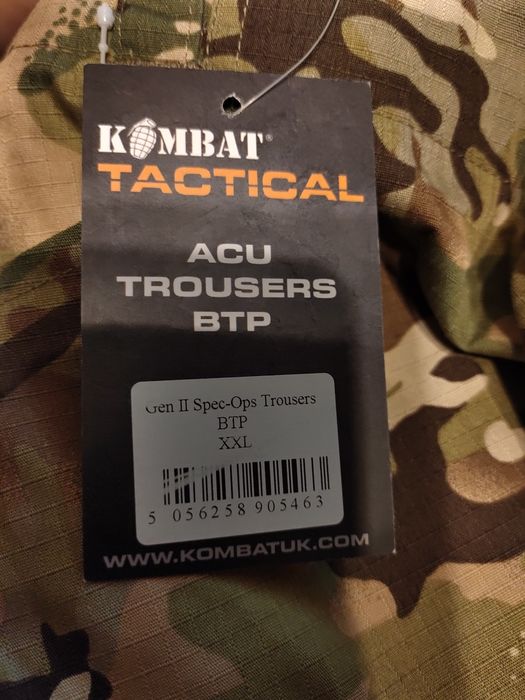 KOMBAT®
TACTICAL
ACU
TROUSERS
BTP
Gen II Spec-Ops Trousers
BTP
XXL
5 056258 905463
WWW.KOMBATUK.COM